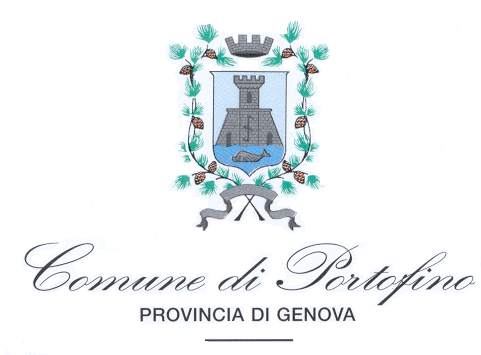 Comune di Portofino
PROVINCIA DI GENOVA